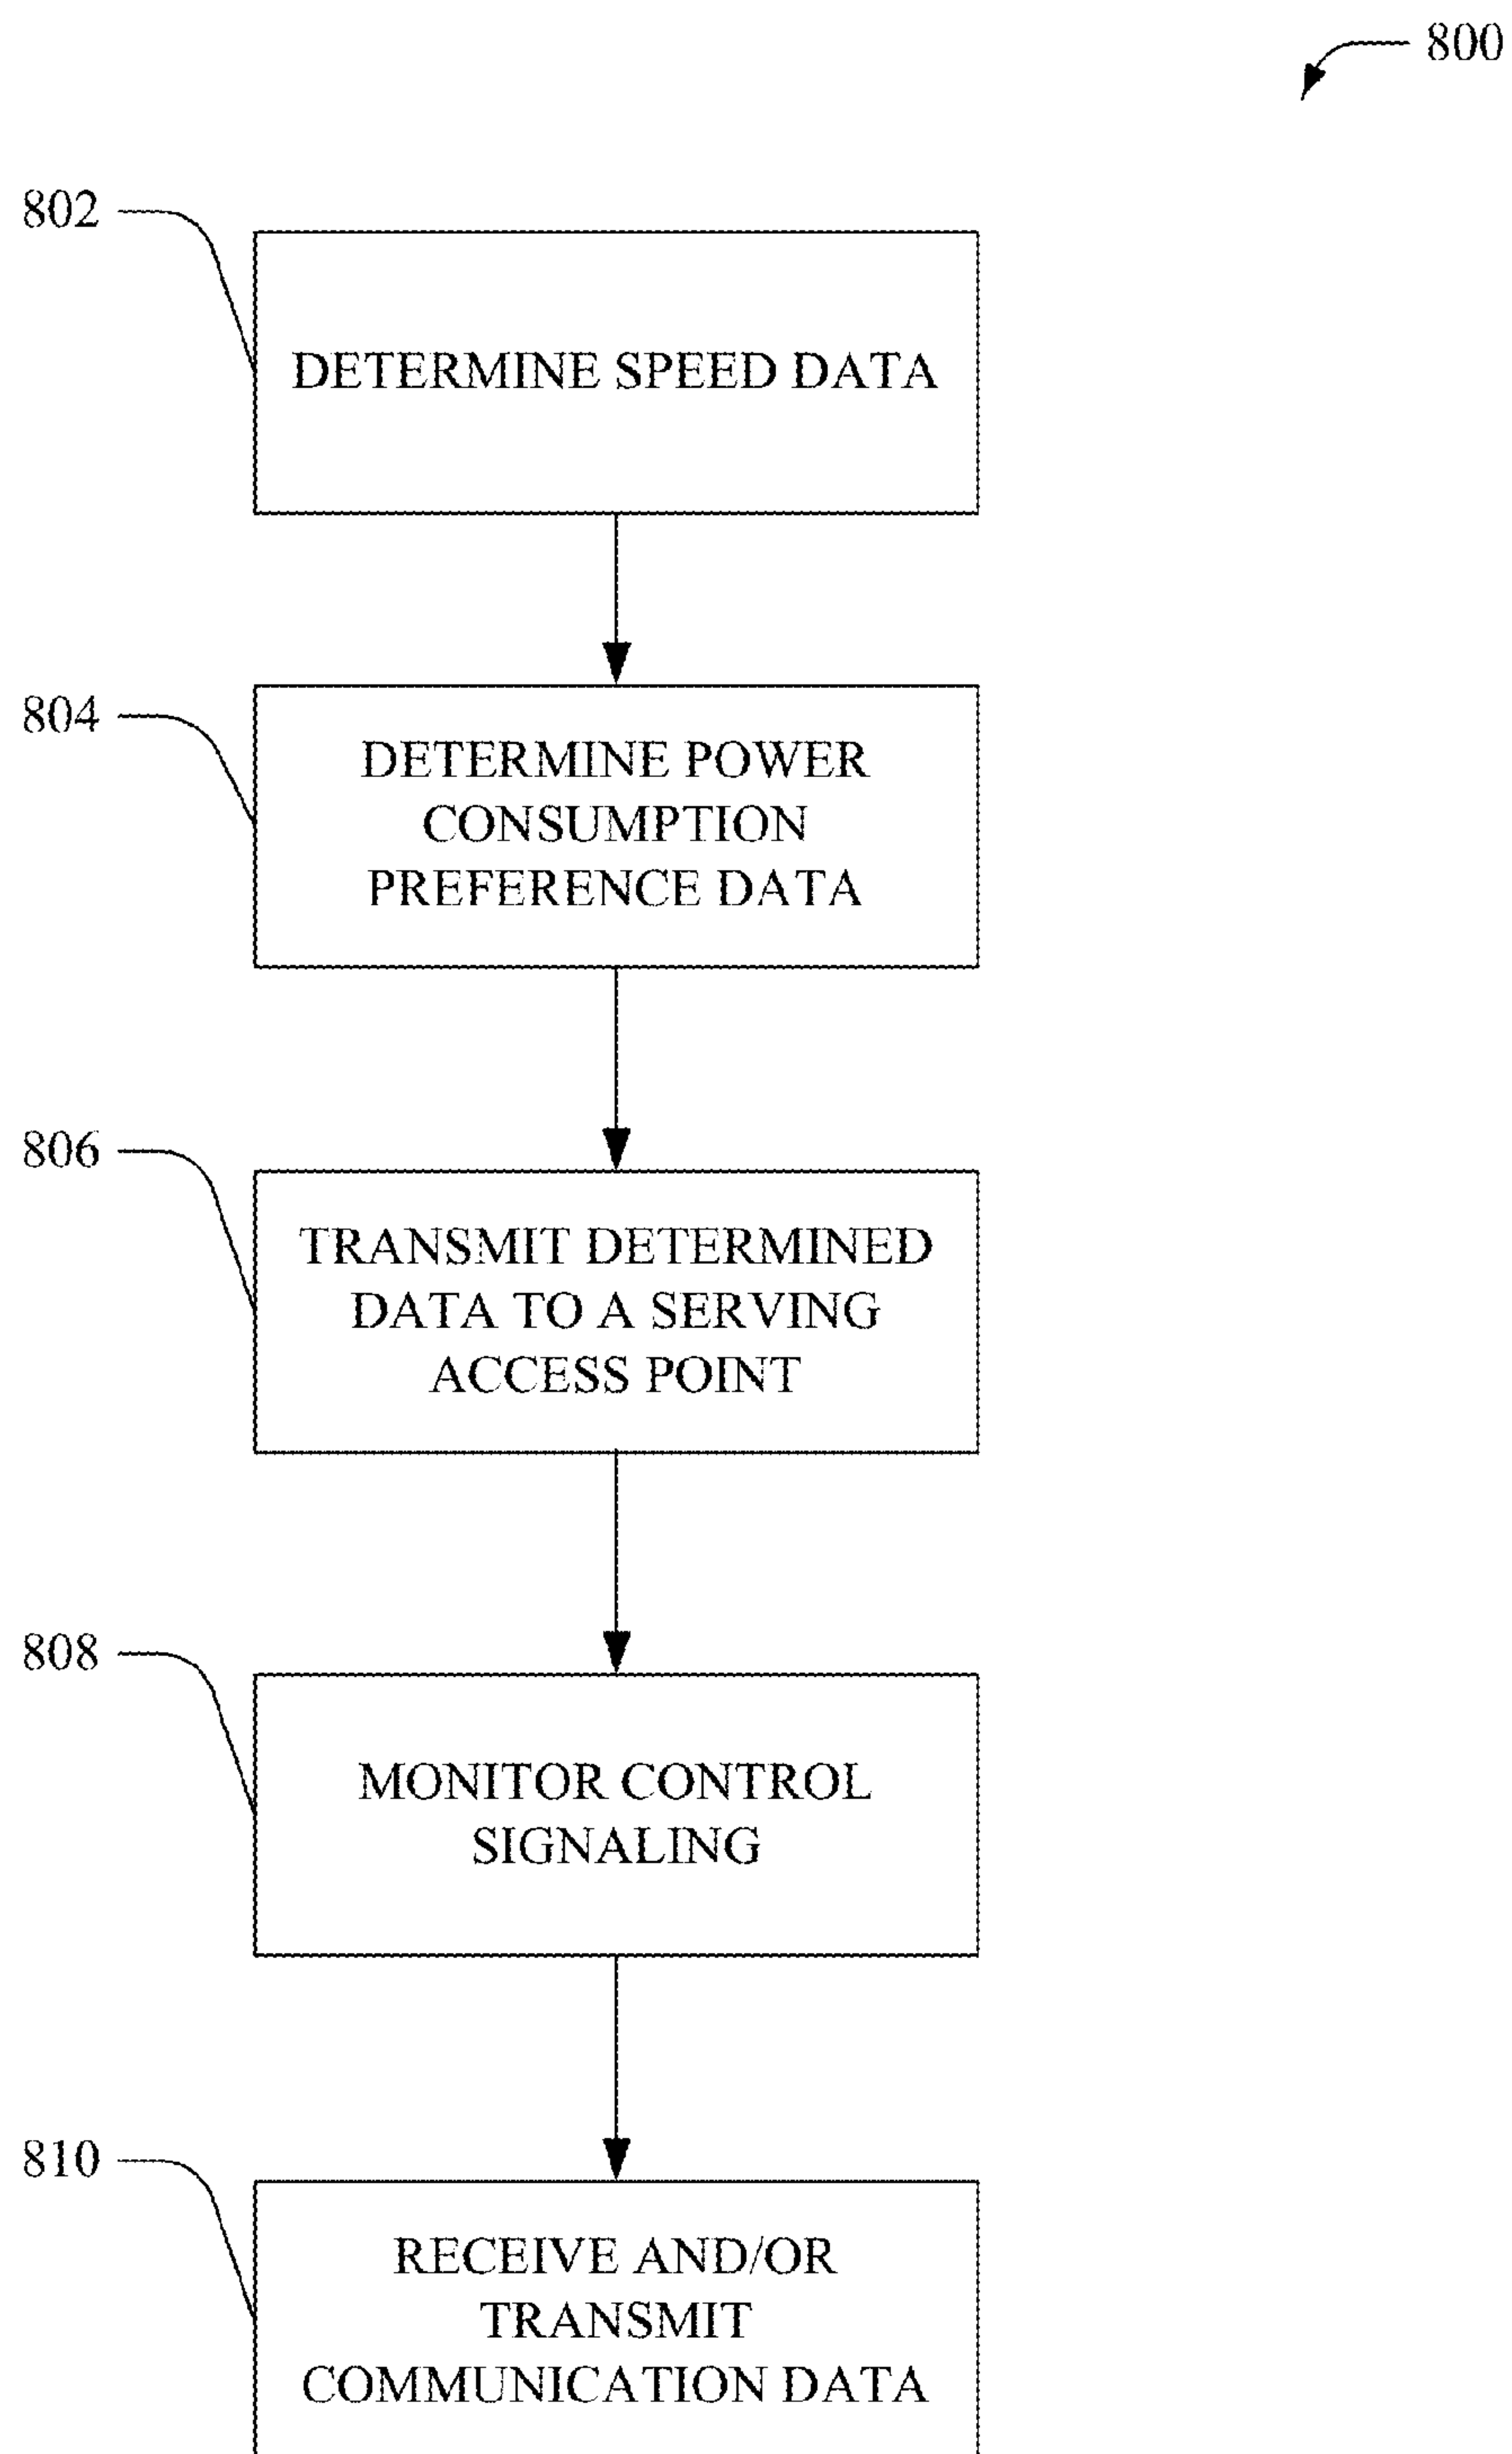 800
802
DETERMINE SPEED DATA
804
DETERMINE POWER
CONSUMPTION
PREFERENCE DATA
806
TRANSMIT DETERMINED
DATA TO A SERVING
ACCESS POINT
808
MONITOR CONTROL
SIGNALING
810
RECEIVE AND/OR
TRANSMIT
COMMUNICATION DATA